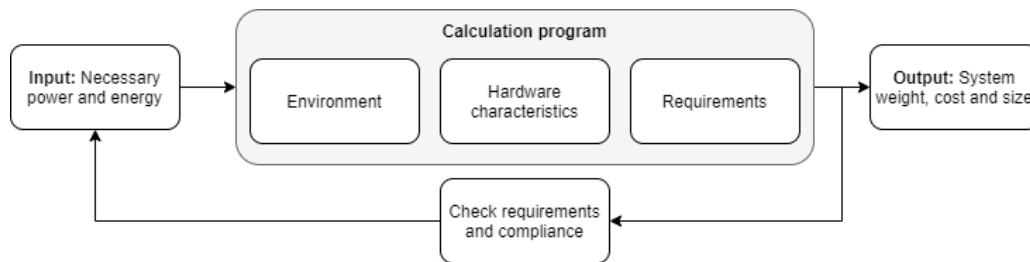 Calculation program
Input: Necessary
power and energy
Environment
Hardware
characteristics
Requirements
Output: System
weight, cost and size
Check requirements
and compliance